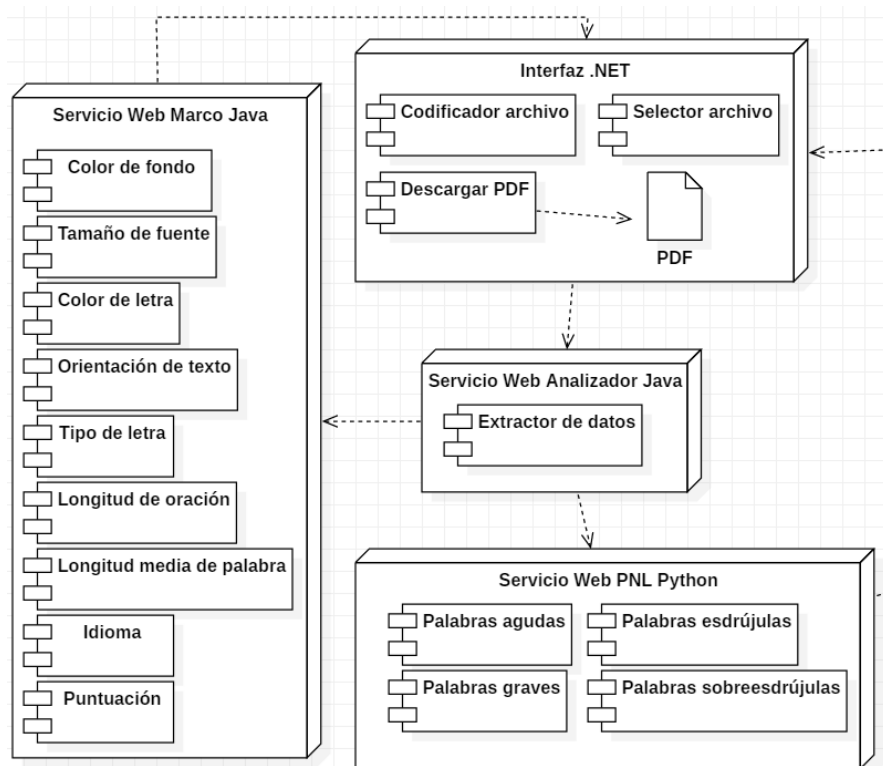 Servicio Web Marco Java
Color de fondo
Tamaño de fuente
Color de letra
Orientación de texto
Tipo de letra
Longitud de oración
Longitud media de palabra
Idioma
Puntuación
Interfaz .NET
Codificador archivo
Selector archivo
Descargar PDF
PDF
Servicio Web Analizador Java
Extractor de datos
Servicio Web PNL Python
Palabras agudas
Palabras esdrújulas
Palabras graves
Palabras sobreesdrújulas